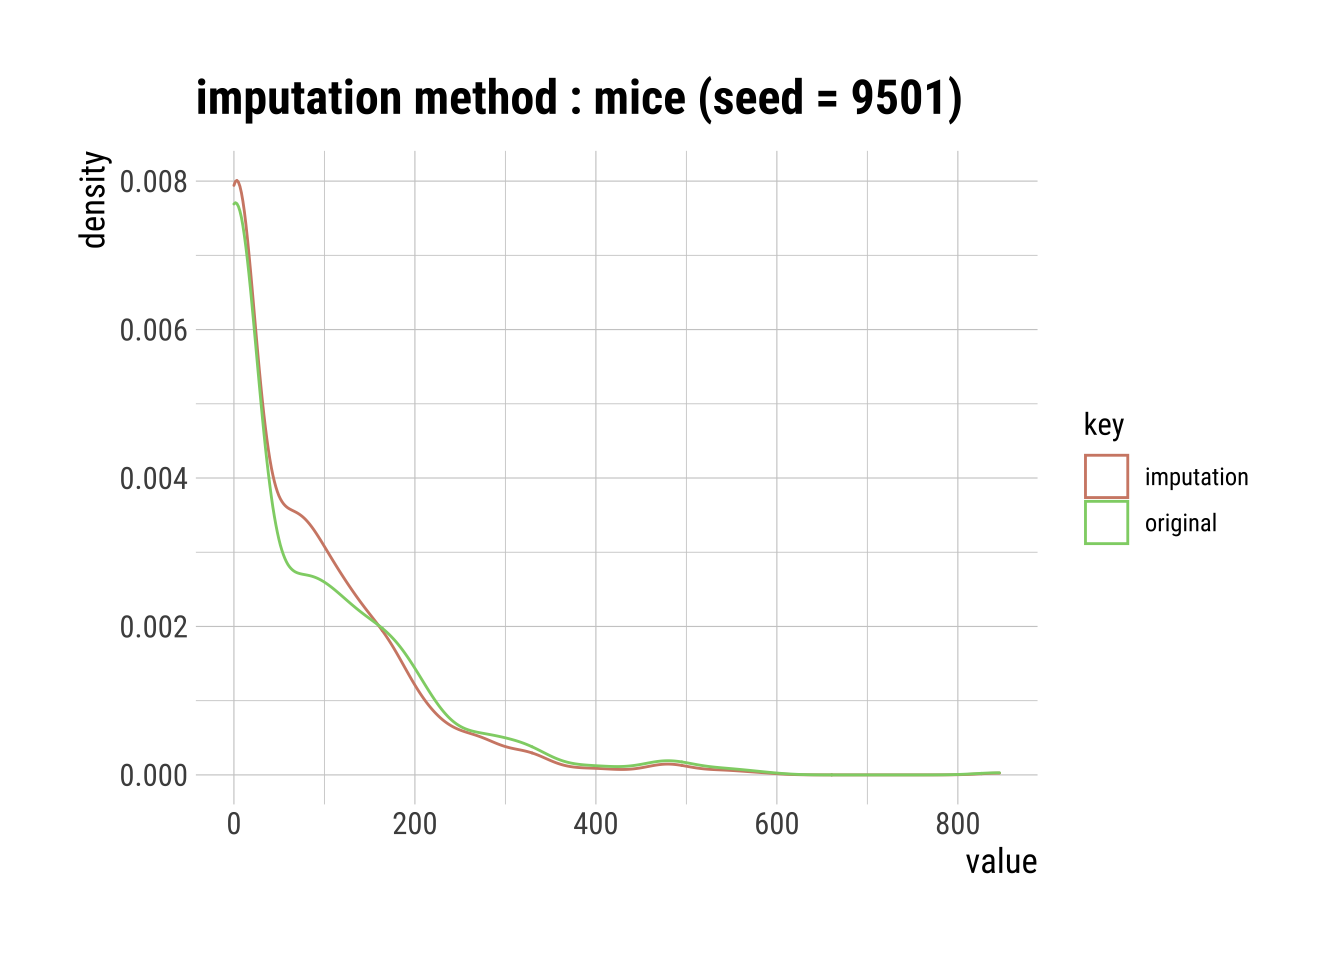 imputation method : mice (seed = 9501)
density
0.008
0.006
0.004
0.002
0.000
0 200 400 600 800
value
key
imputation
original